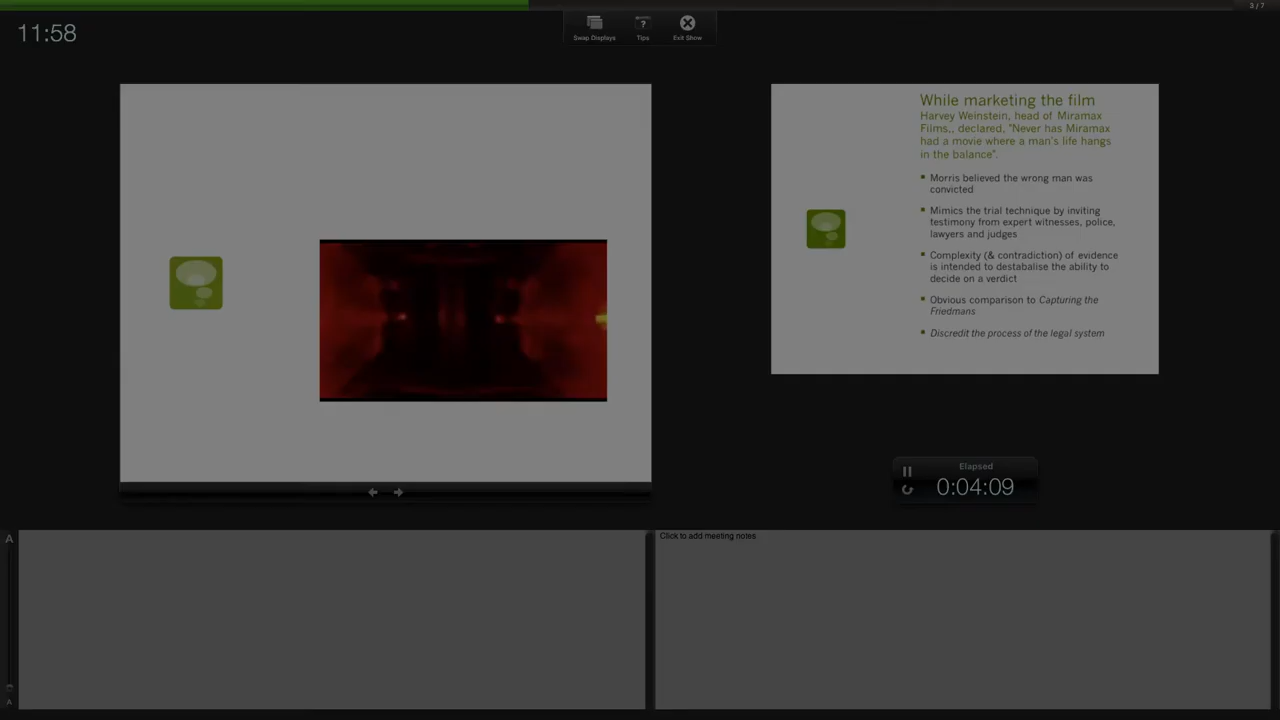 3 / 7
11:58
Swap Displays
Tips
Exit Show
While marketing the film
Harvey Weinstein, head of Miramax
Films,, declared, "Never has Miramax
had a movie where a man's life hangs
in the balance".
Morris believed the wrong man was
convicted
Mimics the trial technique by inviting
testimony from expert witnesses, police,
lawyers and judges
Complexity (& contradiction) of evidence
is intended to destabalise the ability to
decide on a verdict
Obvious comparison to Capturing the
Friedmans
Discredit the process of the legal system
Elapsed
0:04:09
A
Click to add meeting notes
A